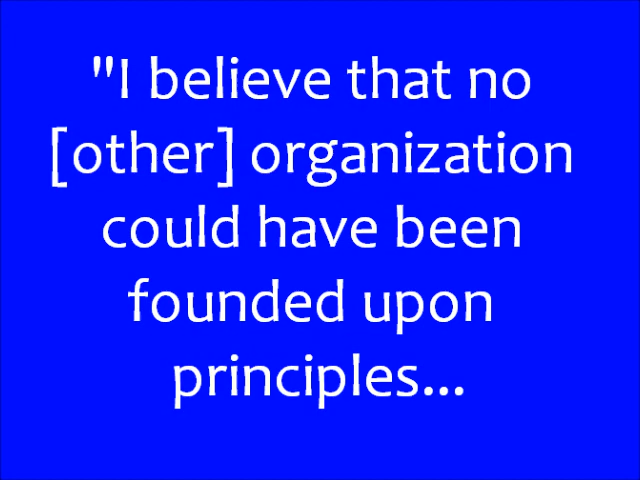 "I believe that no
[other] organization
could have been
founded upon
principles...